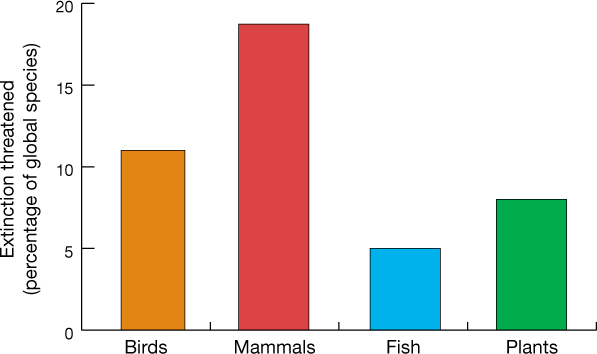 Extinction threatened
(percentage of global species)
20
15
10
5
0
Birds Mammals Fish Plants